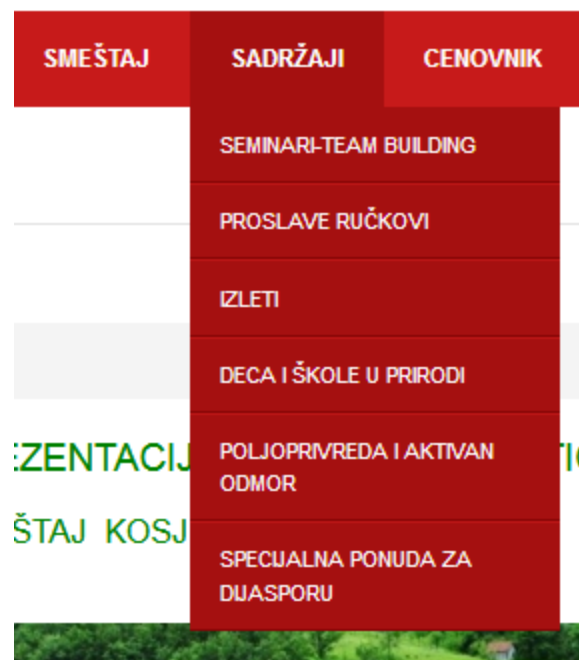 SMEŠTAJ SADRŽAJI CENOVNIK
SEMINARI-TEAM BUILDING
PROSLAVE RUČKOVI
IZLETI
DECA I ŠKOLE U PRIRODI
POLJOPRIVREDA I AKTIVAN
ODMOR
SPECIJALNA PONUDA ZA
DIJASPORU